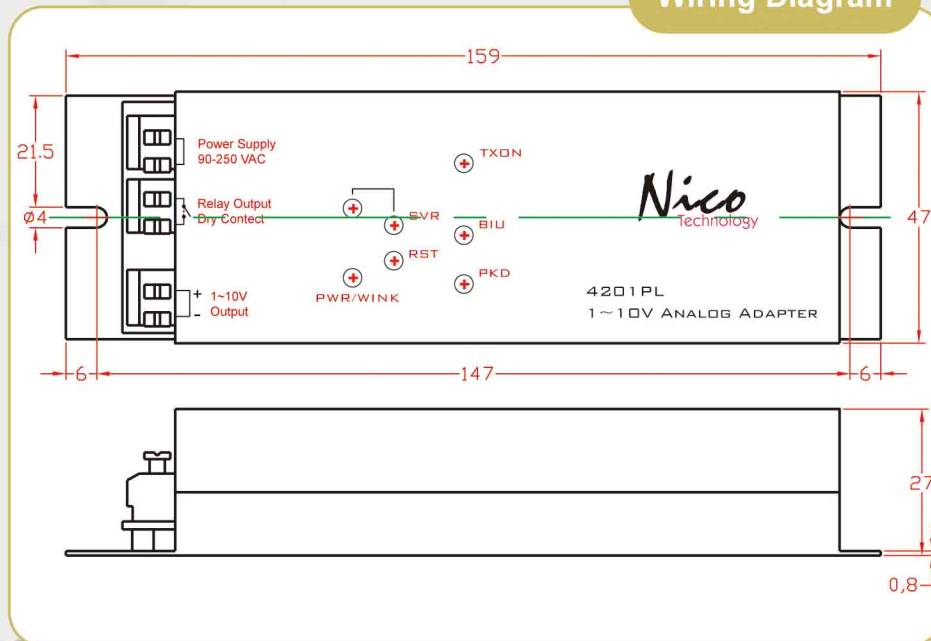 Wiring Diagram
159
21.5
Power Supply
90-250 VAC
TXON
Relay Output
Dry Contect
Nico
Technology
ø4
SVR
BIU
47
RST
PKD
PWR/WINK
+ 1~10V
- Output
4201PL
1~10V ANALOG ADAPTER
6
147
6
27
0,8